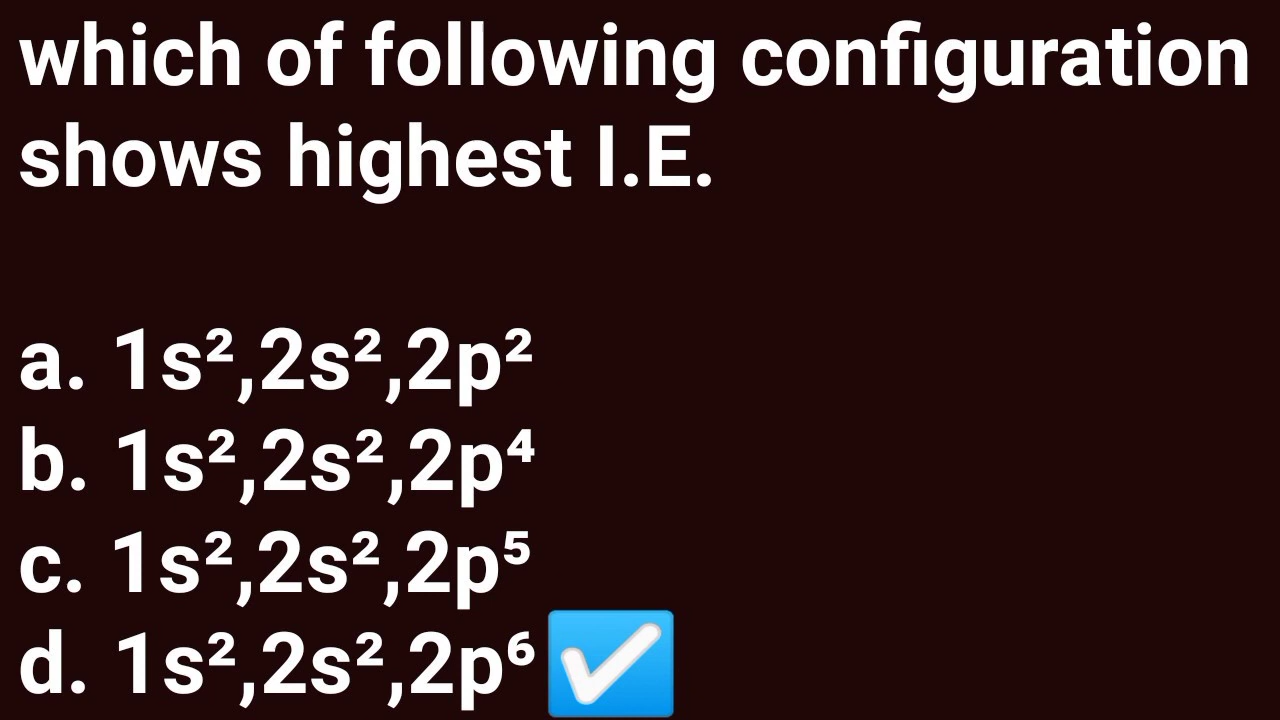 which of following configuration
shows highest I.E.
a. 1s²,2s²,2p²
b. 1s²,2s²,2p⁴
c. 1s²,2s²,2p⁵
d. 1s²,2s²,2p⁶ ✅